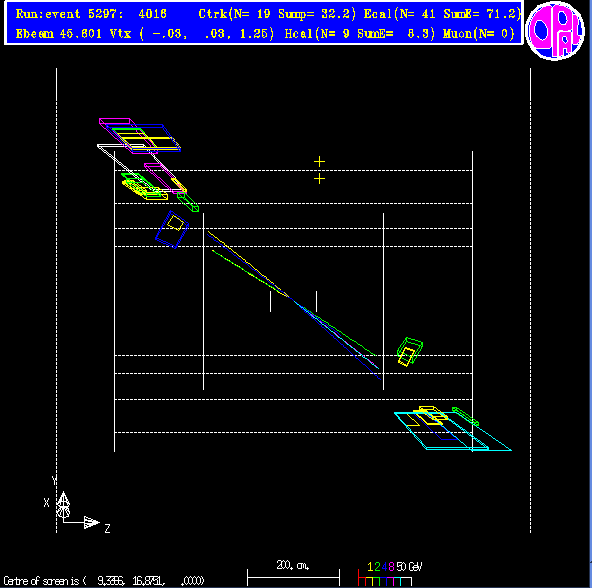 Run:event 5297: 4016 Ctrk(N= 19 Sump= 32.2) Ecal(N= 41 SumE= 71.2)
Ebeam 45.601 Vtx ( -.03, .03, 1.25) Hcal(N= 9 SumE= 8.3) Muon(N= 0)
OPAL
Y
X
Z
200. cm.
1 2 4 8 50 GeV
Centre of screen is ( 9.3356, 16.8751, .0000)